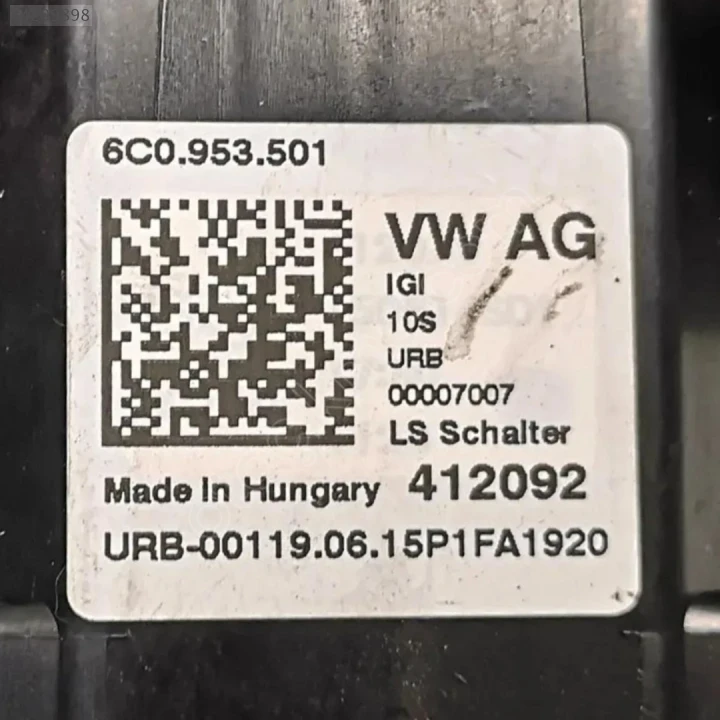 6C0.953.501
VW AG
IGI
10S
URB
00007007
LS Schalter
Made In Hungary 412092
URB-00119.06.15P1FA1920